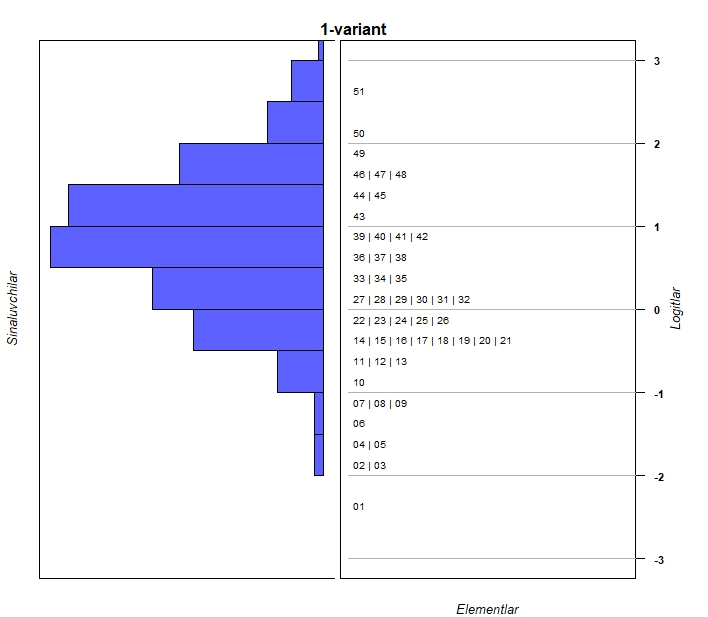 1-variant
3
51
50
2
49
46 | 47 | 48
44 | 45
43
1
39 | 40 | 41 | 42
36 | 37 | 38
33 | 34 | 35
27 | 28 | 29 | 30 | 31 | 32
0
22 | 23 | 24 | 25 | 26
14 | 15 | 16 | 17 | 18 | 19 | 20 | 21
11 | 12 | 13
10
-1
07 | 08 | 09
06
04 | 05
02 | 03
-2
01
-3
Sinaluvchilar
Logitlar
Elementlar